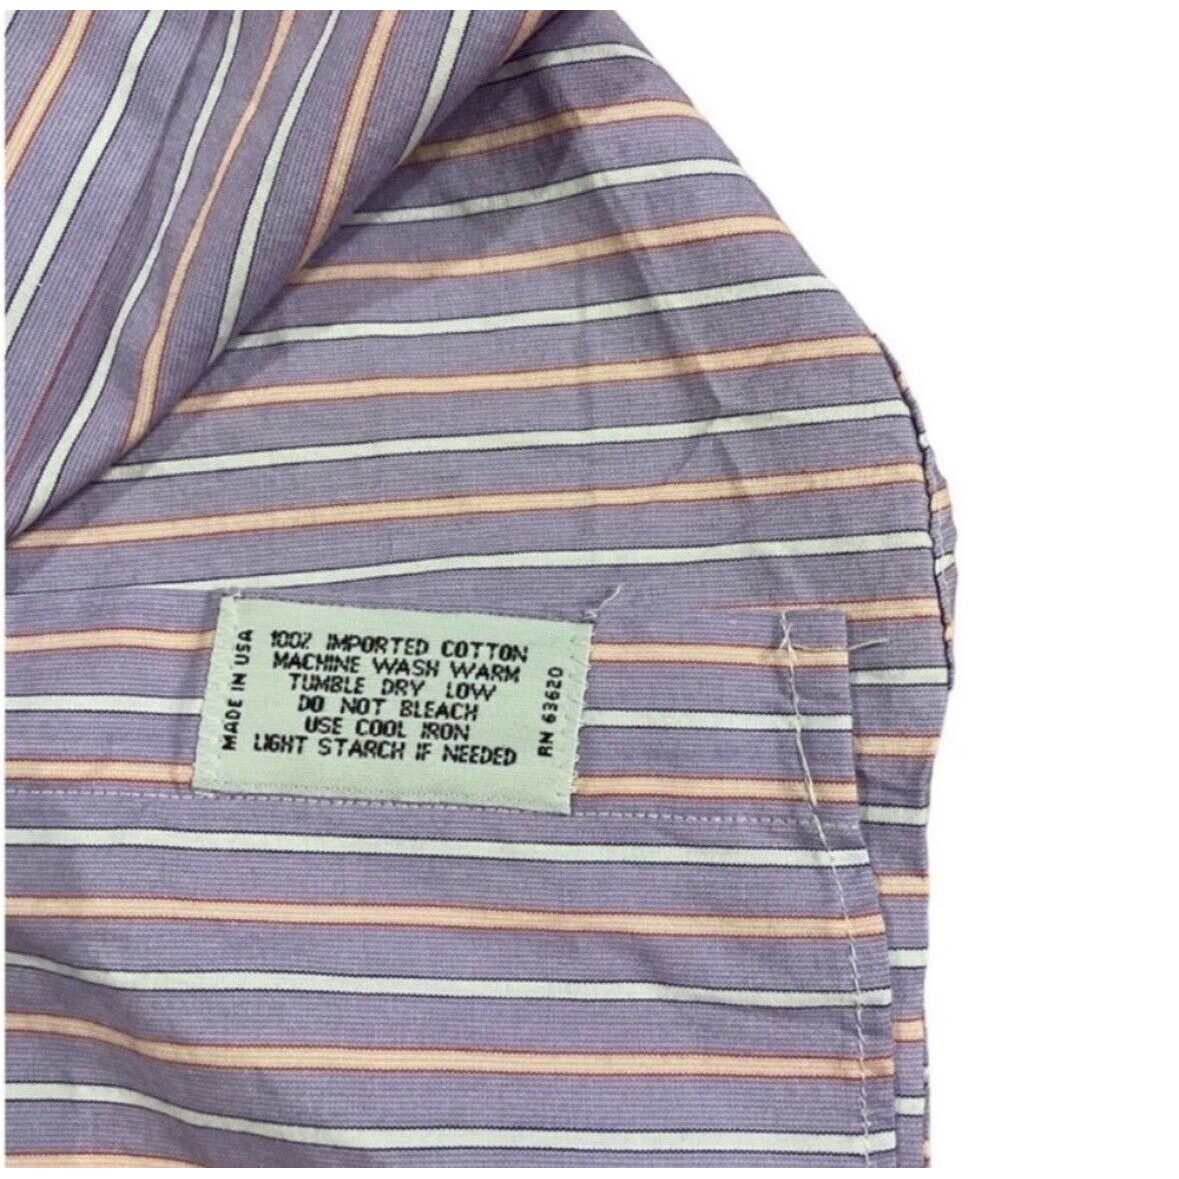 MADE IN USA
100% IMPORTED COTTON
MACHINE WASH WARM
TUMBLE DRY LOW
DO NOT BLEACH
USE COOL IRON
LIGHT STARCH IF NEEDED
RN 63620